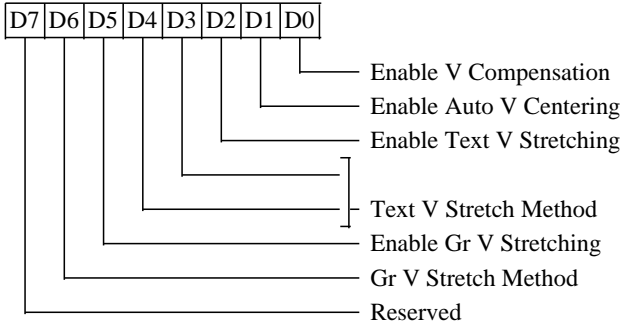 D7 D6 D5 D4 D3 D2 D1 D0
Enable V Compensation
Enable Auto V Centering
Enable Text V Stretching
Text V Stretch Method
Enable Gr V Stretching
Gr V Stretch Method
Reserved